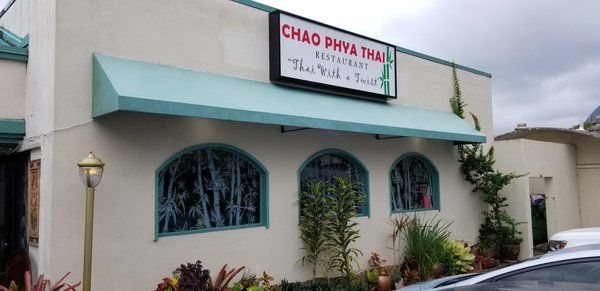 CHAO PHYA THAI
RESTAURANT
"Thai With a Twist"